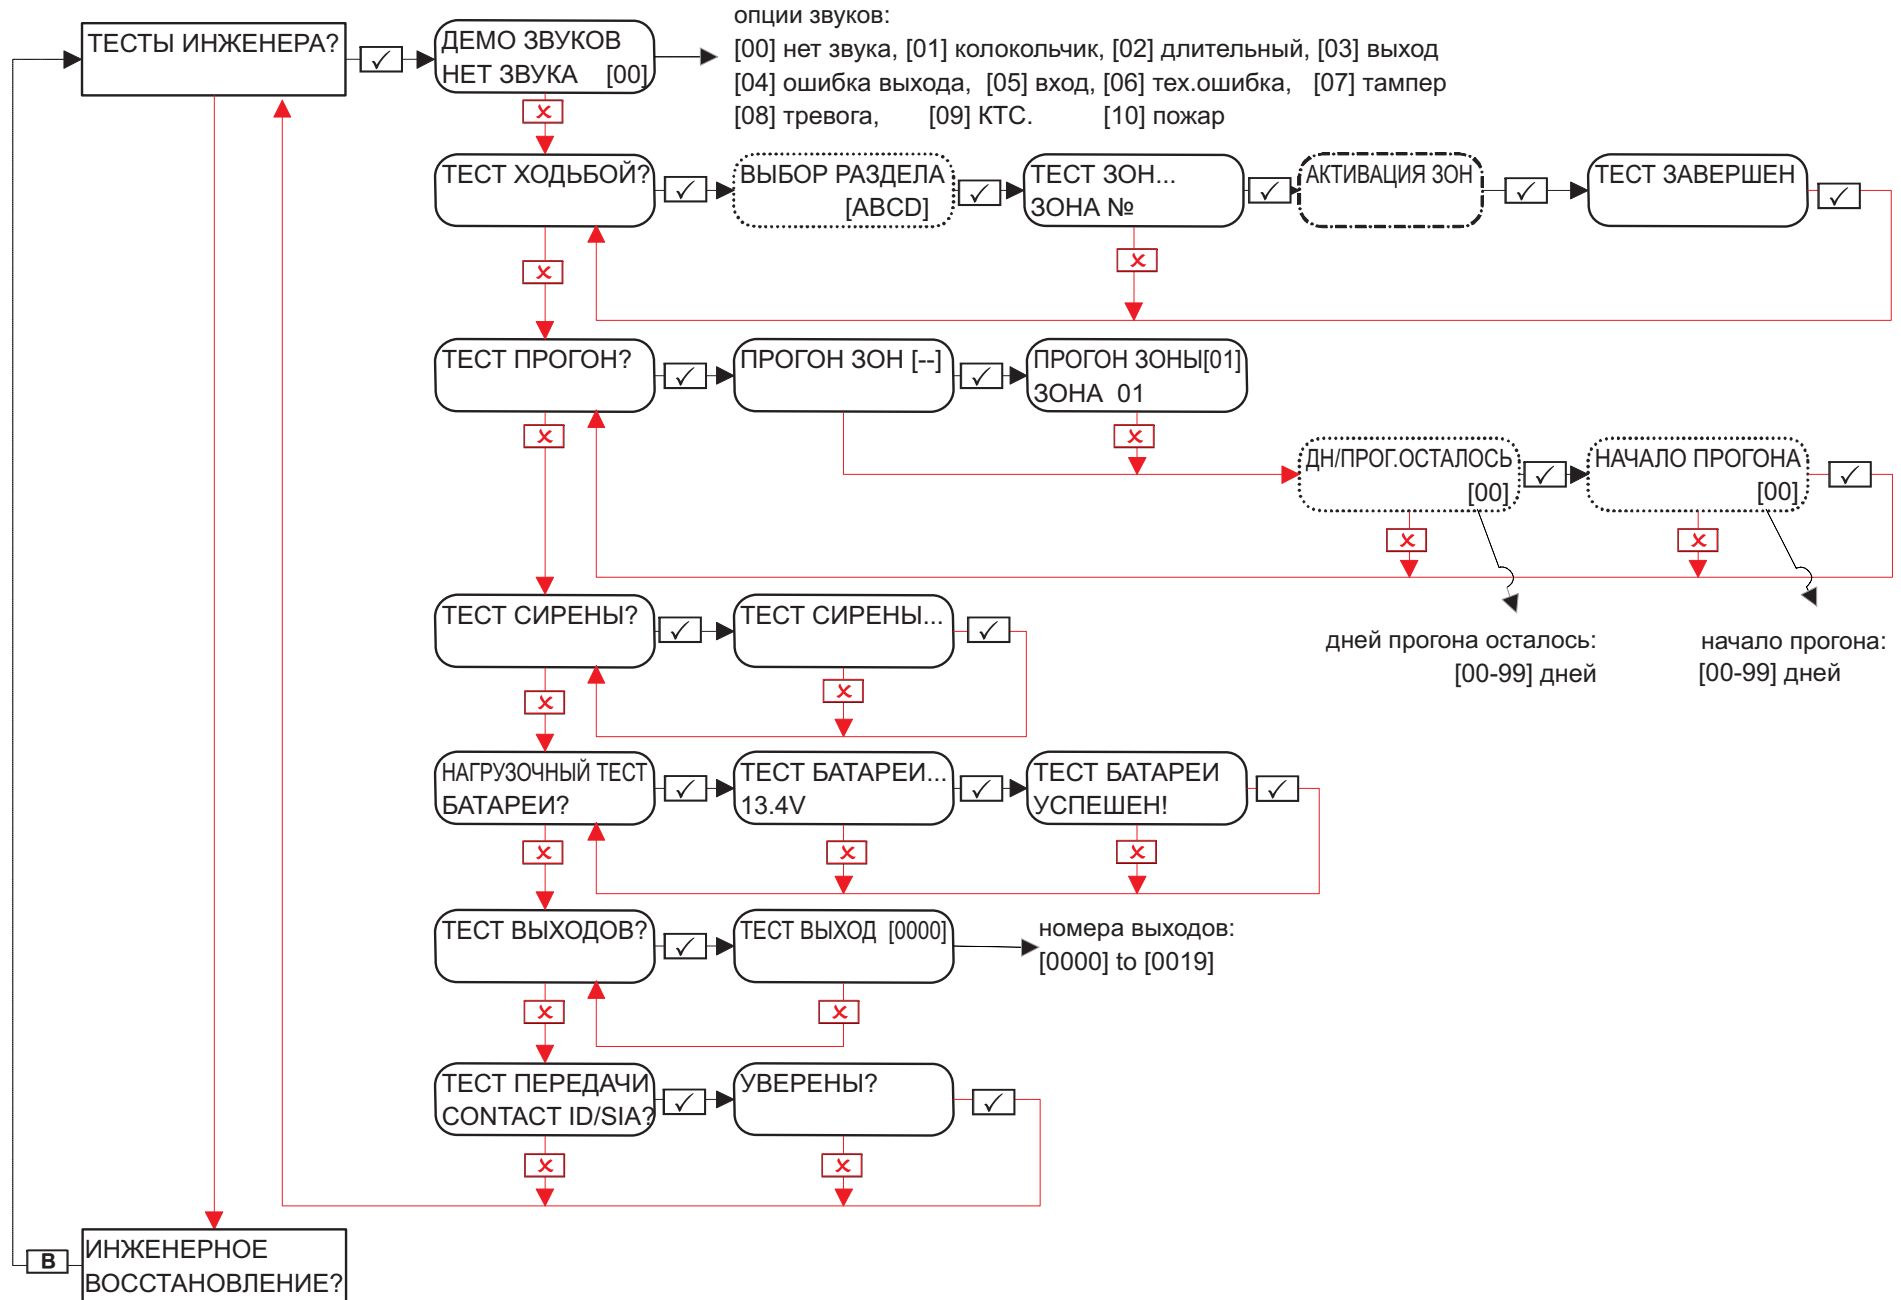 опции звуков:
ТЕСТЫ ИНЖЕНЕРА?
ДЕМО ЗВУКОВ
НЕТ ЗВУКА [00]
[00] нет звука, [01] колокольчик, [02] длительный, [03] выход
[04] ошибка выхода, [05] вход, [06] тех.ошибка, [07] тампер
[08] тревога, [09] КТС. [10] пожар
ТЕСТ ХОДЬБОЙ?
ВЫБОР РАЗДЕЛА
[ABCD]
ТЕСТ ЗОН...
ЗОНА №
АКТИВАЦИЯ ЗОН
ТЕСТ ЗАВЕРШЕН
ТЕСТ ПРОГОН?
ПРОГОН ЗОН [--]
ПРОГОН ЗОНЫ[01]
ЗОНА 01
ДН/ПРОГ.ОСТАЛОСЬ
[00]
НАЧАЛО ПРОГОНА
[00]
дней прогона осталось:
[00-99] дней
начало прогона:
[00-99] дней
ТЕСТ СИРЕНЫ?
ТЕСТ СИРЕНЫ...
НАГРУЗОЧНЫЙ ТЕСТ
БАТАРЕИ?
ТЕСТ БАТАРЕИ...
13.4V
ТЕСТ БАТАРЕИ
УСПЕШЕН!
ТЕСТ ВЫХОДОВ?
ТЕСТ ВЫХОД [0000]
номера выходов:
[0000] to [0019]
ТЕСТ ПЕРЕДАЧИ
CONTACT ID/SIA?
УВЕРЕНЫ?
B
ИНЖЕНЕРНОЕ
ВОССТАНОВЛЕНИЕ?